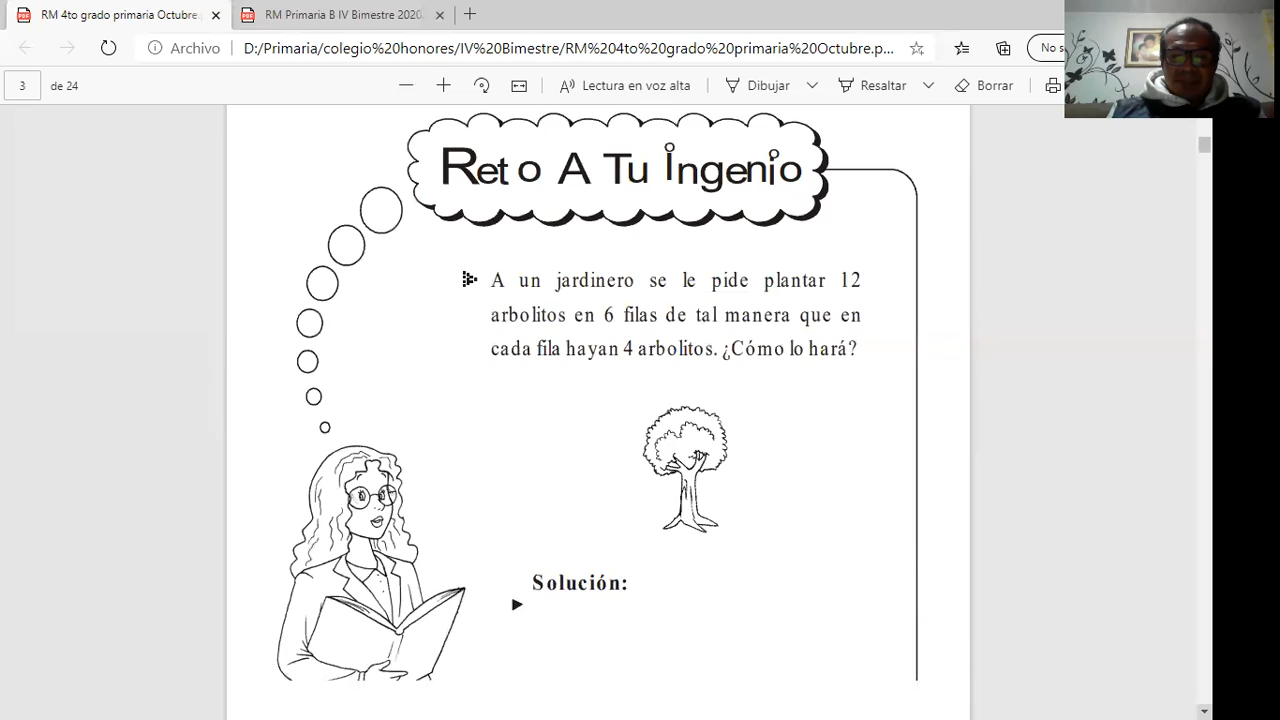 RM 4to grado primaria Octubre.
RM Primaria B IV Bimestre 2020.
Archivo
D:/Primaria/colegio%20honores/IV%20Bimestre/RM%204to%20grado%20primaria%20Octubre.p...
No s
3 de 24
Lectura en voz alta
Dibujar
Resaltar
Borrar
Reto A Tu Ingenio
A un jardinero se le pide plantar 12
arbolitos en 6 filas de tal manera que en
cada fila hayan 4 arbolitos. ¿Cómo lo hará?
Solución: